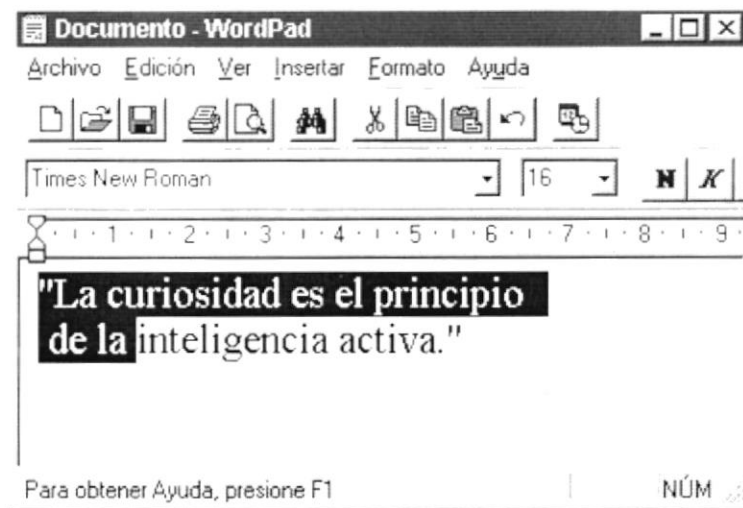 Documento - WordPad
Archivo Edición Ver Insertar Formato Ayuda
Times New Roman 16 N K
1 2 3 4 5 6 7 8 9
"La curiosidad es el principio
de la inteligencia activa."
Para obtener Ayuda, presione F1 NÚM